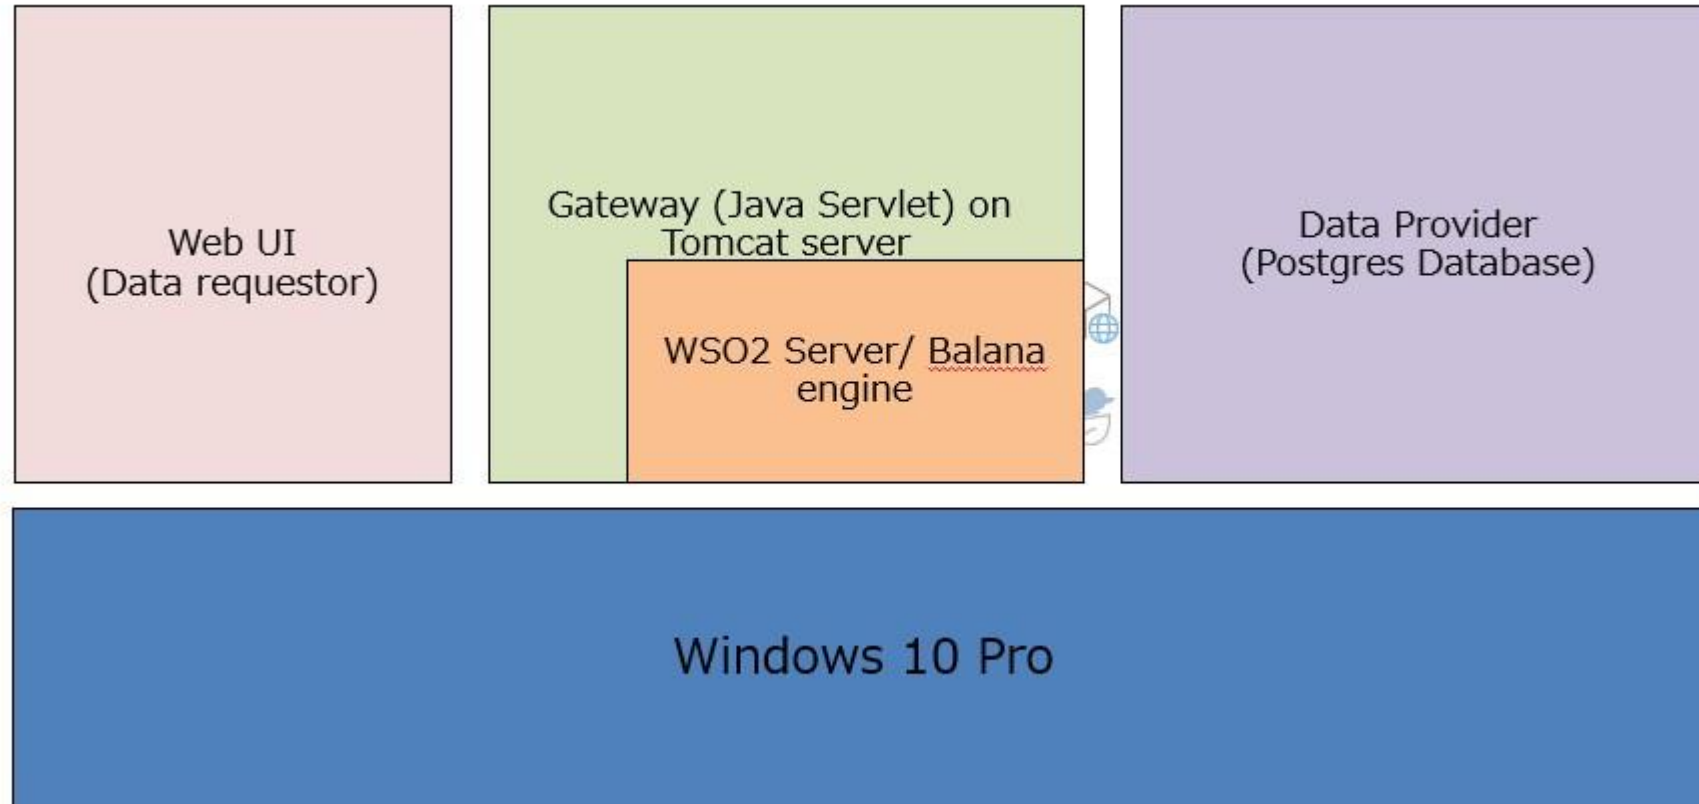 Web UI
(Data requestor)
Gateway (Java Servlet) on
Tomcat server
WSO2 Server/ Balana
engine
Data Provider
(Postgres Database)
Windows 10 Pro